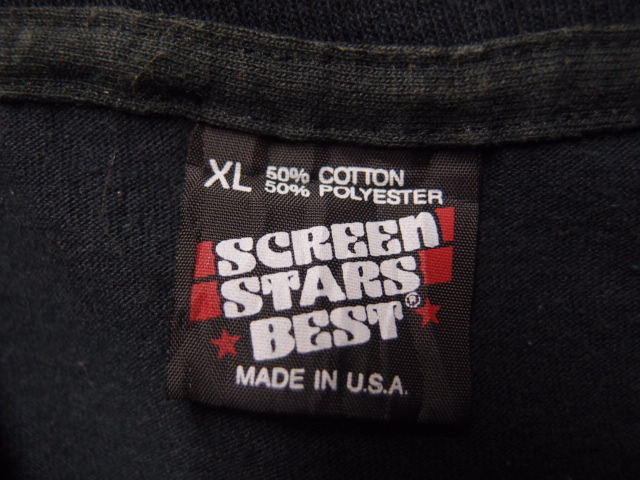 XL 50% COTTON
50% POLYESTER
SCREEN
STARS
BEST®
MADE IN U.S.A.